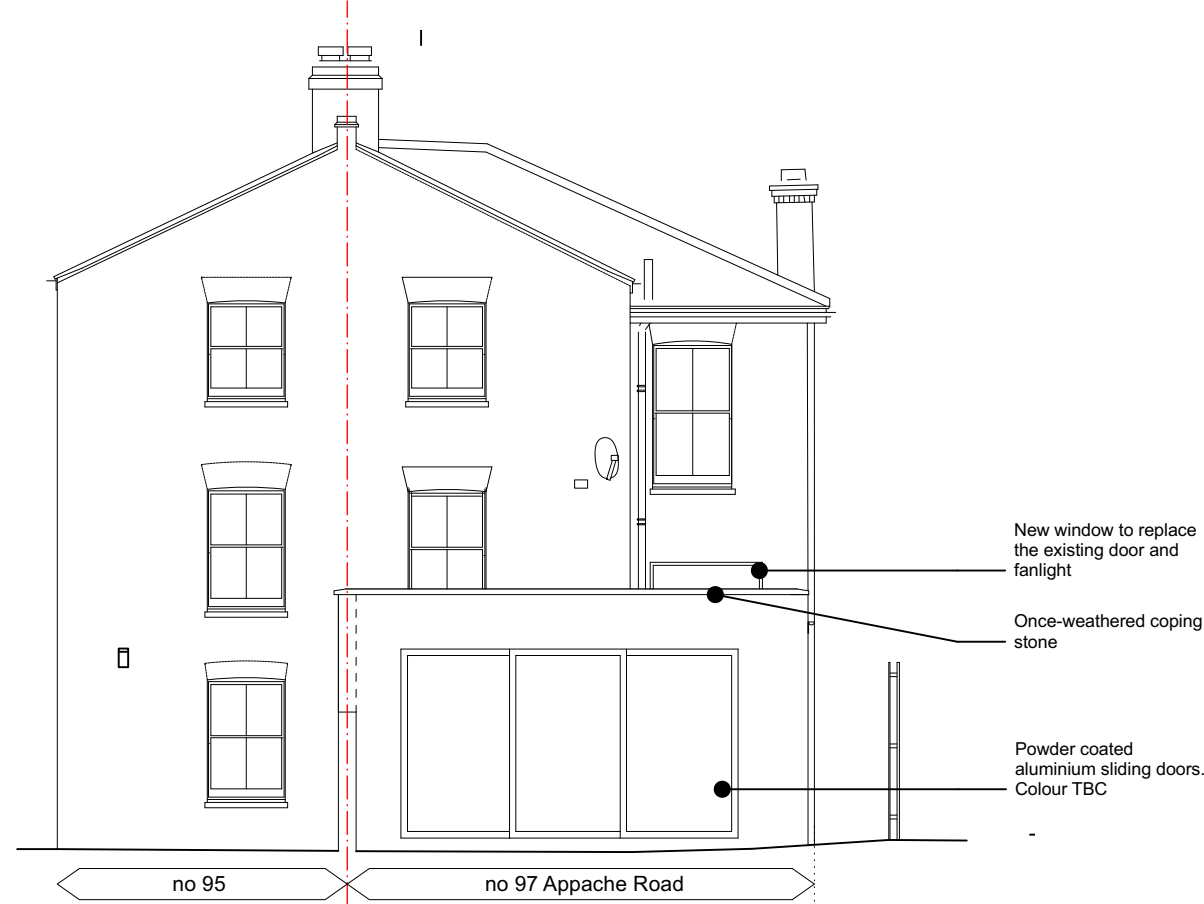 New window to replace
the existing door and
fanlight
Once-weathered coping
stone
Powder coated
aluminium sliding doors.
Colour TBC
no 95
no 97 Appache Road